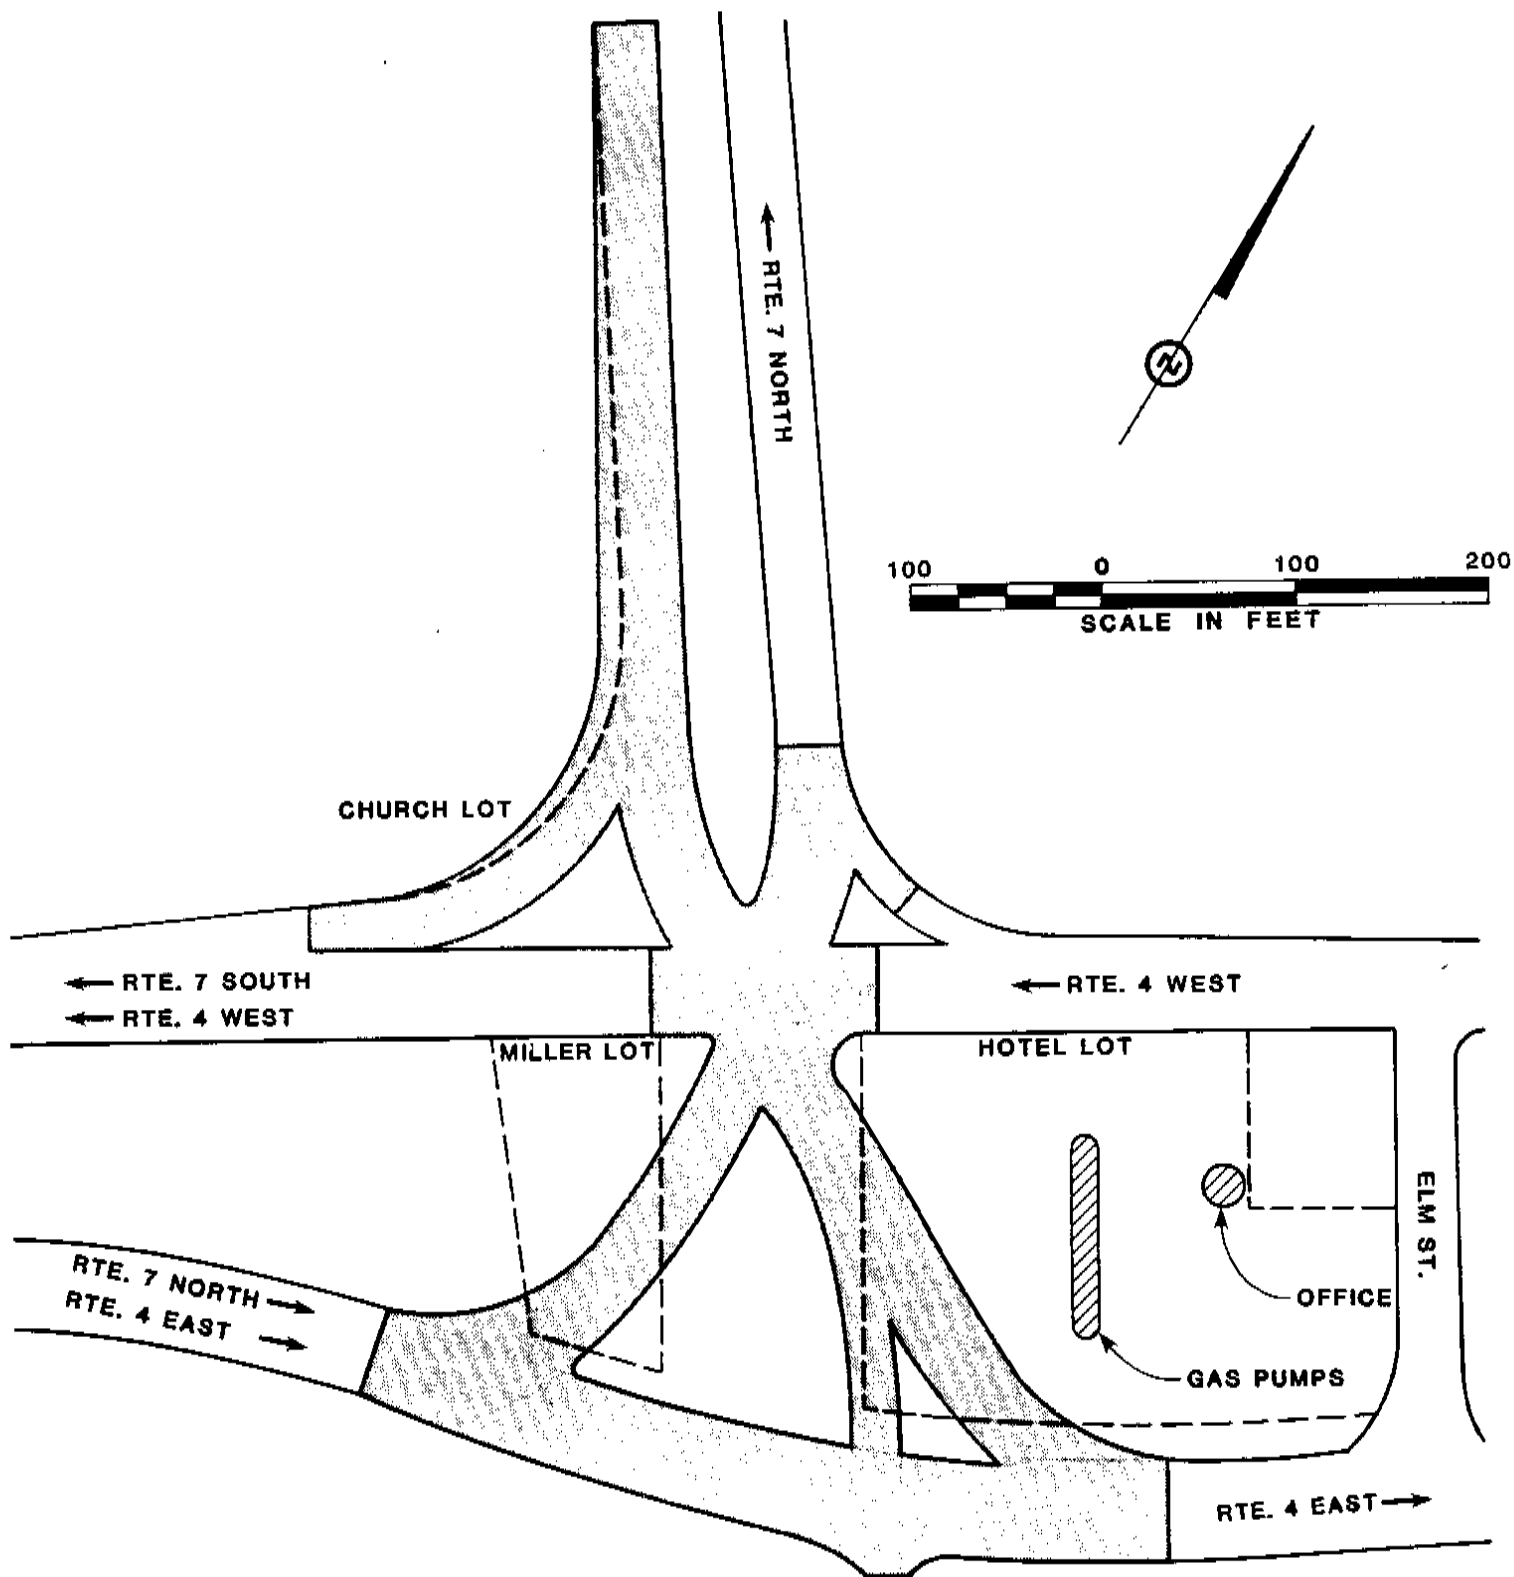 RTE. 7 NORTH
N
100 0 100 200
SCALE IN FEET
CHURCH LOT
RTE. 7 SOUTH
RTE. 4 WEST
RTE. 4 WEST
MILLER LOT
HOTEL LOT
ELM ST.
RTE. 7 NORTH
RTE. 4 EAST
OFFICE
GAS PUMPS
RTE. 4 EAST